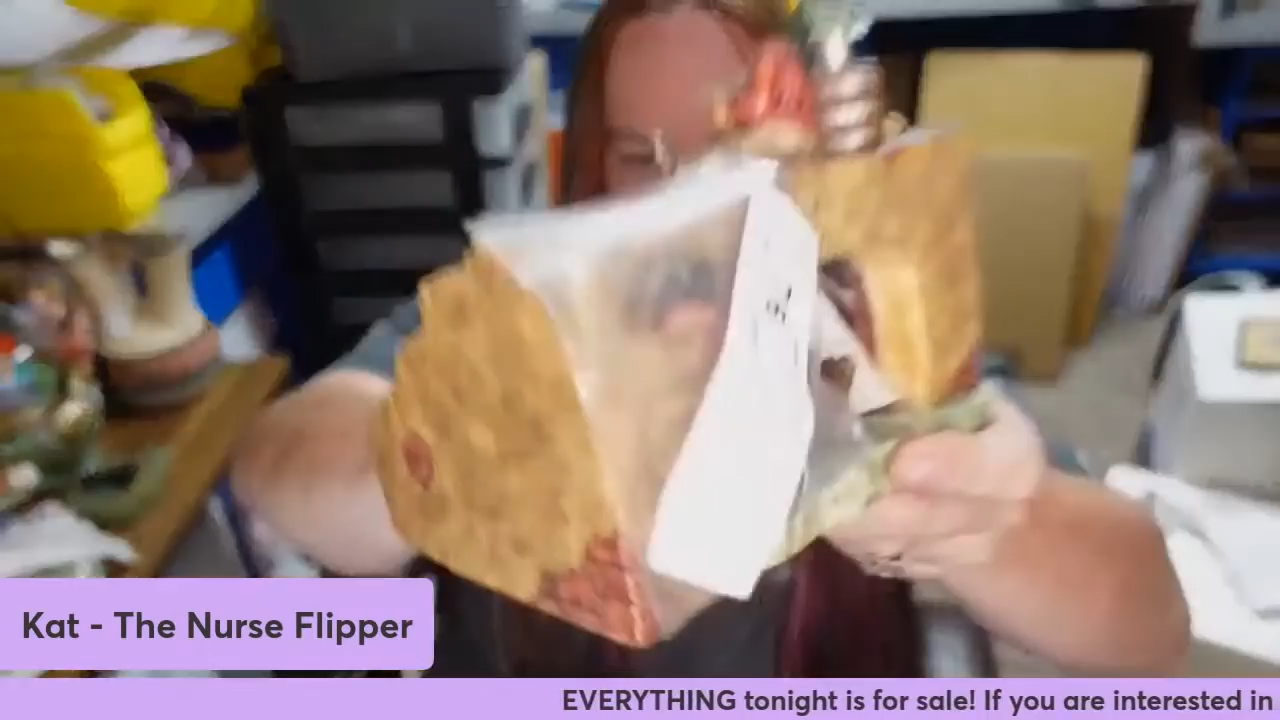 Kat - The Nurse Flipper
EVERYTHING tonight is for sale! If you are interested in